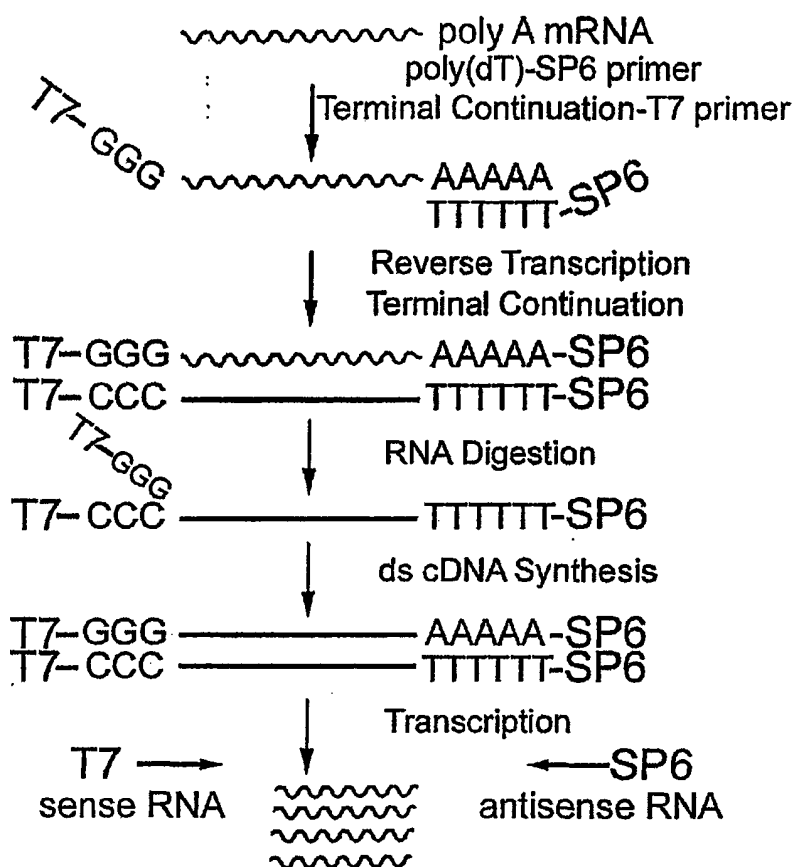 poly A mRNA
poly(dT)-SP6 primer
Terminal Continuation-T7 primer
T7-GGG
AAAAA
TTTTTT-SP6
Reverse Transcription
Terminal Continuation
T7-GGG AAAAA-SP6
T7-CCC TTTTTT-SP6
T7-GGG
RNA Digestion
T7-CCC TTTTTT-SP6
ds cDNA Synthesis
T7-GGG AAAAA-SP6
T7-CCC TTTTTT-SP6
Transcription
T7 SP6
sense RNA antisense RNA